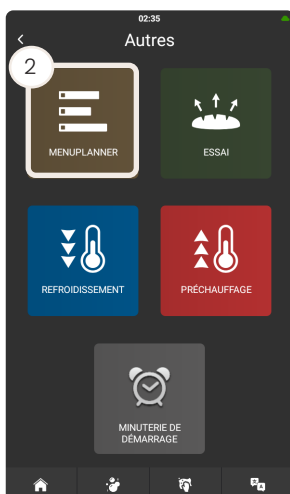 02:35
Autres
2
MENUPLANNER
ESSAI
REFROIDISSEMENT
PRÉCHAUFFAGE
MINUTERIE DE
DÉMARRAGE